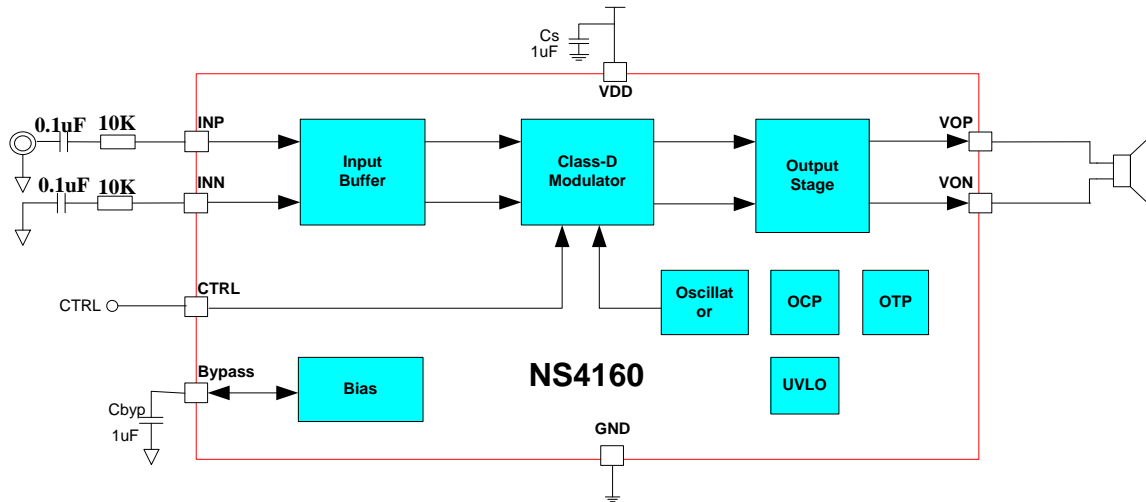 Cs
1uF
VDD
0.1uF
10K
INP
0.1uF
10K
INN
Input
Buffer
Class-D
Modulator
Output
Stage
VOP
VON
CTRL
CTRL
Oscillat
or
OCP
OTP
Bypass
Bias
NS4160
UVLO
Cbyp
1uF
GND